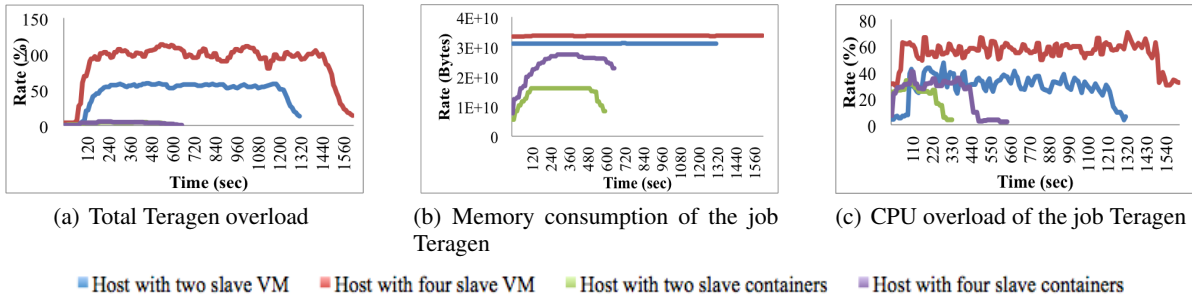 150
100
50
0
Rate (%)
120
240
360
480
600
720
840
960
1080
1200
1320
1440
1560
Time (sec)
(a) Total Teragen overload
4E+10
3E+10
2E+10
1E+10
0
Rate (Bytes)
120
240
360
480
600
720
840
960
1080
1200
1320
1440
1560
Time (sec)
(b) Memory consumption of the job
Teragen
80
60
40
20
0
Rate (%)
110
220
330
440
550
660
770
880
990
1100
1210
1320
1430
1540
Time (sec)
(c) CPU overload of the job Teragen
Host with two slave VM
Host with four slave VM
Host with two slave containers
Host with four slave containers